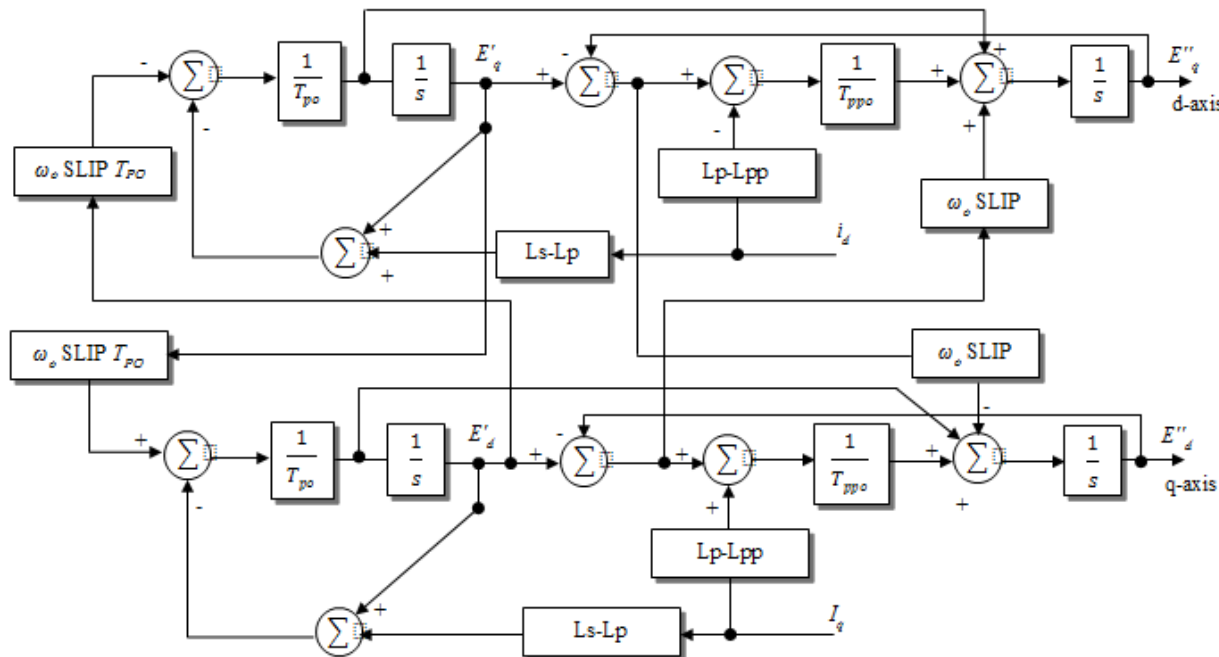 - + -
Σ 1/T_po 1/s E'_q + Σ + Σ 1/T_ppo + Σ 1/s E''_q
d-axis
- - +
ω_o SLIP T_PO Lp-Lpp ω_o SLIP
+
Σ Ls-Lp i_d
+
ω_o SLIP T_PO ω_o SLIP
- -
+ Σ 1/T_po 1/s E'_d + Σ + Σ 1/T_ppo + Σ 1/s E''_d
q-axis
- + +
Lp-Lpp
+
Σ Ls-Lp I_q